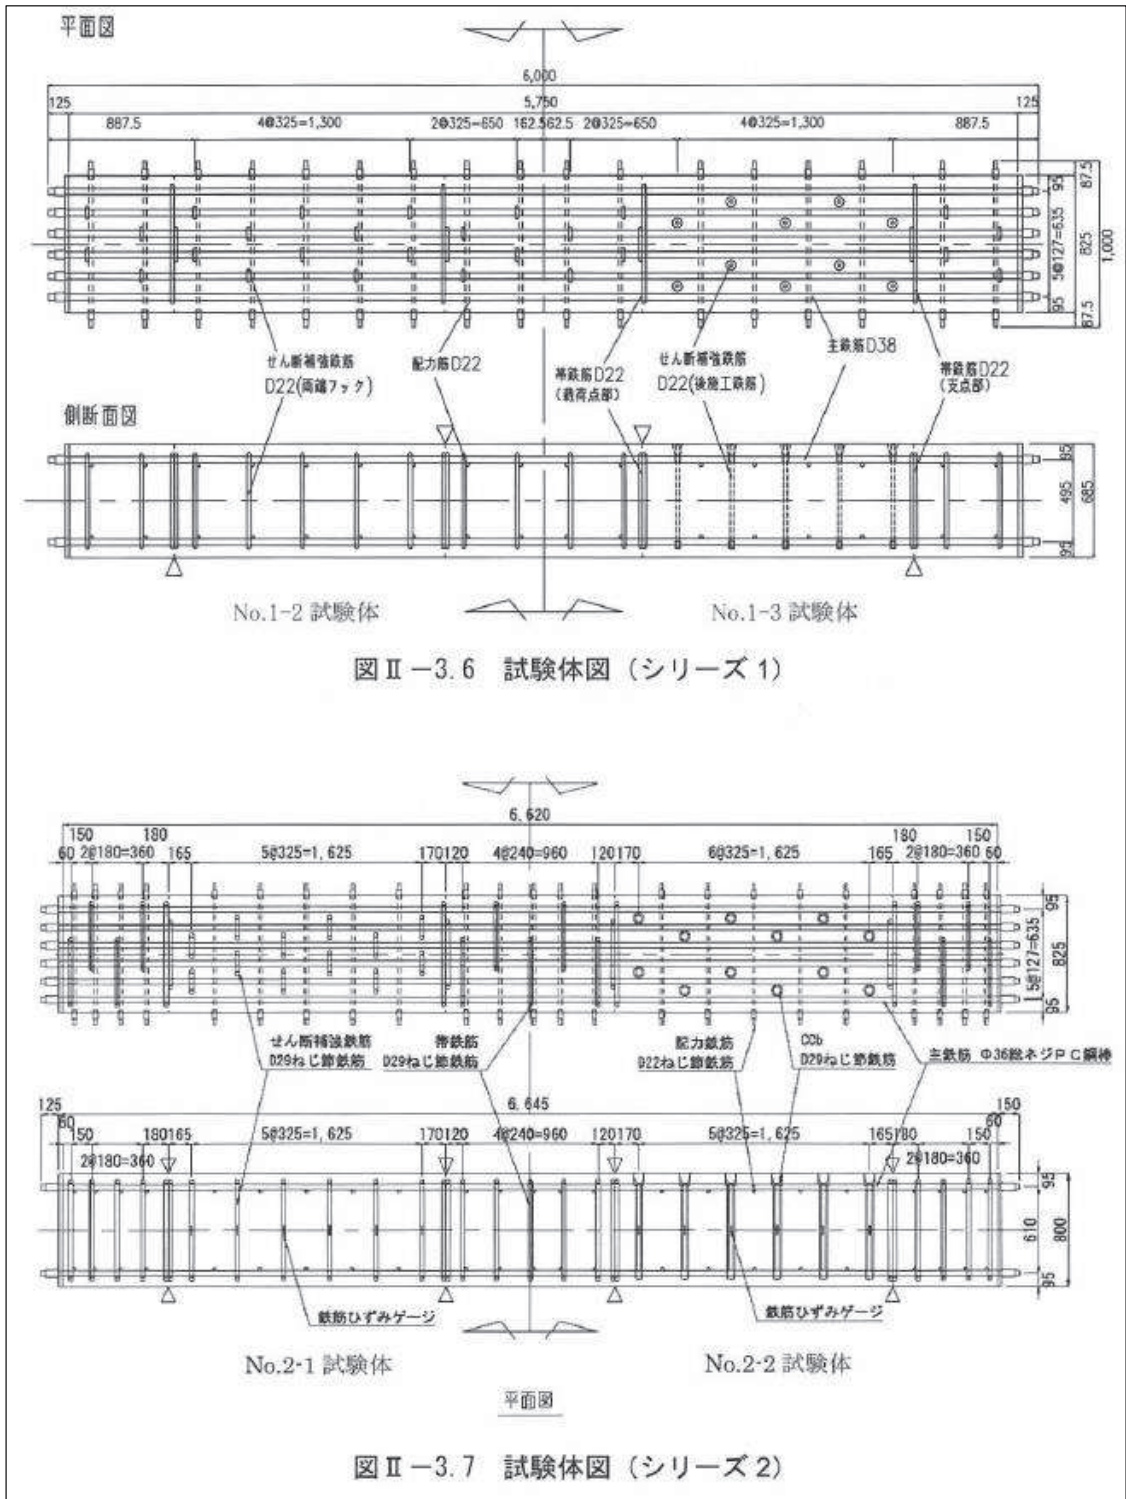 平面図
6,000
125 5,750 125
887.5 4@325=1,300 2@325=650 162.5 62.5 2@325=650 4@325=1,300 887.5
95 5@127=635 95
87.5 825 87.5
1,000
せん断補強鉄筋
D22(両端フック)
配力筋D22
帯鉄筋D22
(載荷点部)
せん断補強鉄筋
D22(後施工鉄筋)
主鉄筋D38
帯鉄筋D22
(支点部)
側断面図
95 495 95
685
No.1-2 試験体 No.1-3 試験体
図Ⅱ-3.6 試験体図（シリーズ1）
6,620
150 180 180 150
60 2@180=360 165 5@325=1,625 170120 4@240=960 120170 6@325=1,625 165 2@180=360 60
95 5@127=635 95
825
せん断補強鉄筋
D29ねじ節鉄筋
帯鉄筋
D29ねじ節鉄筋
配力鉄筋
D22ねじ節鉄筋
CCb
D29ねじ節鉄筋
主鉄筋 Φ36総ネジPC鋼棒
125 6,645 150
60 60
150 180165 5@325=1,625 170120 4@240=960 120170 5@325=1,625 165180 150
2@180=360 2@180=360
95 610 95
800
鉄筋ひずみゲージ 鉄筋ひずみゲージ
No.2-1 試験体 No.2-2 試験体
平面図
図Ⅱ-3.7 試験体図（シリーズ2）